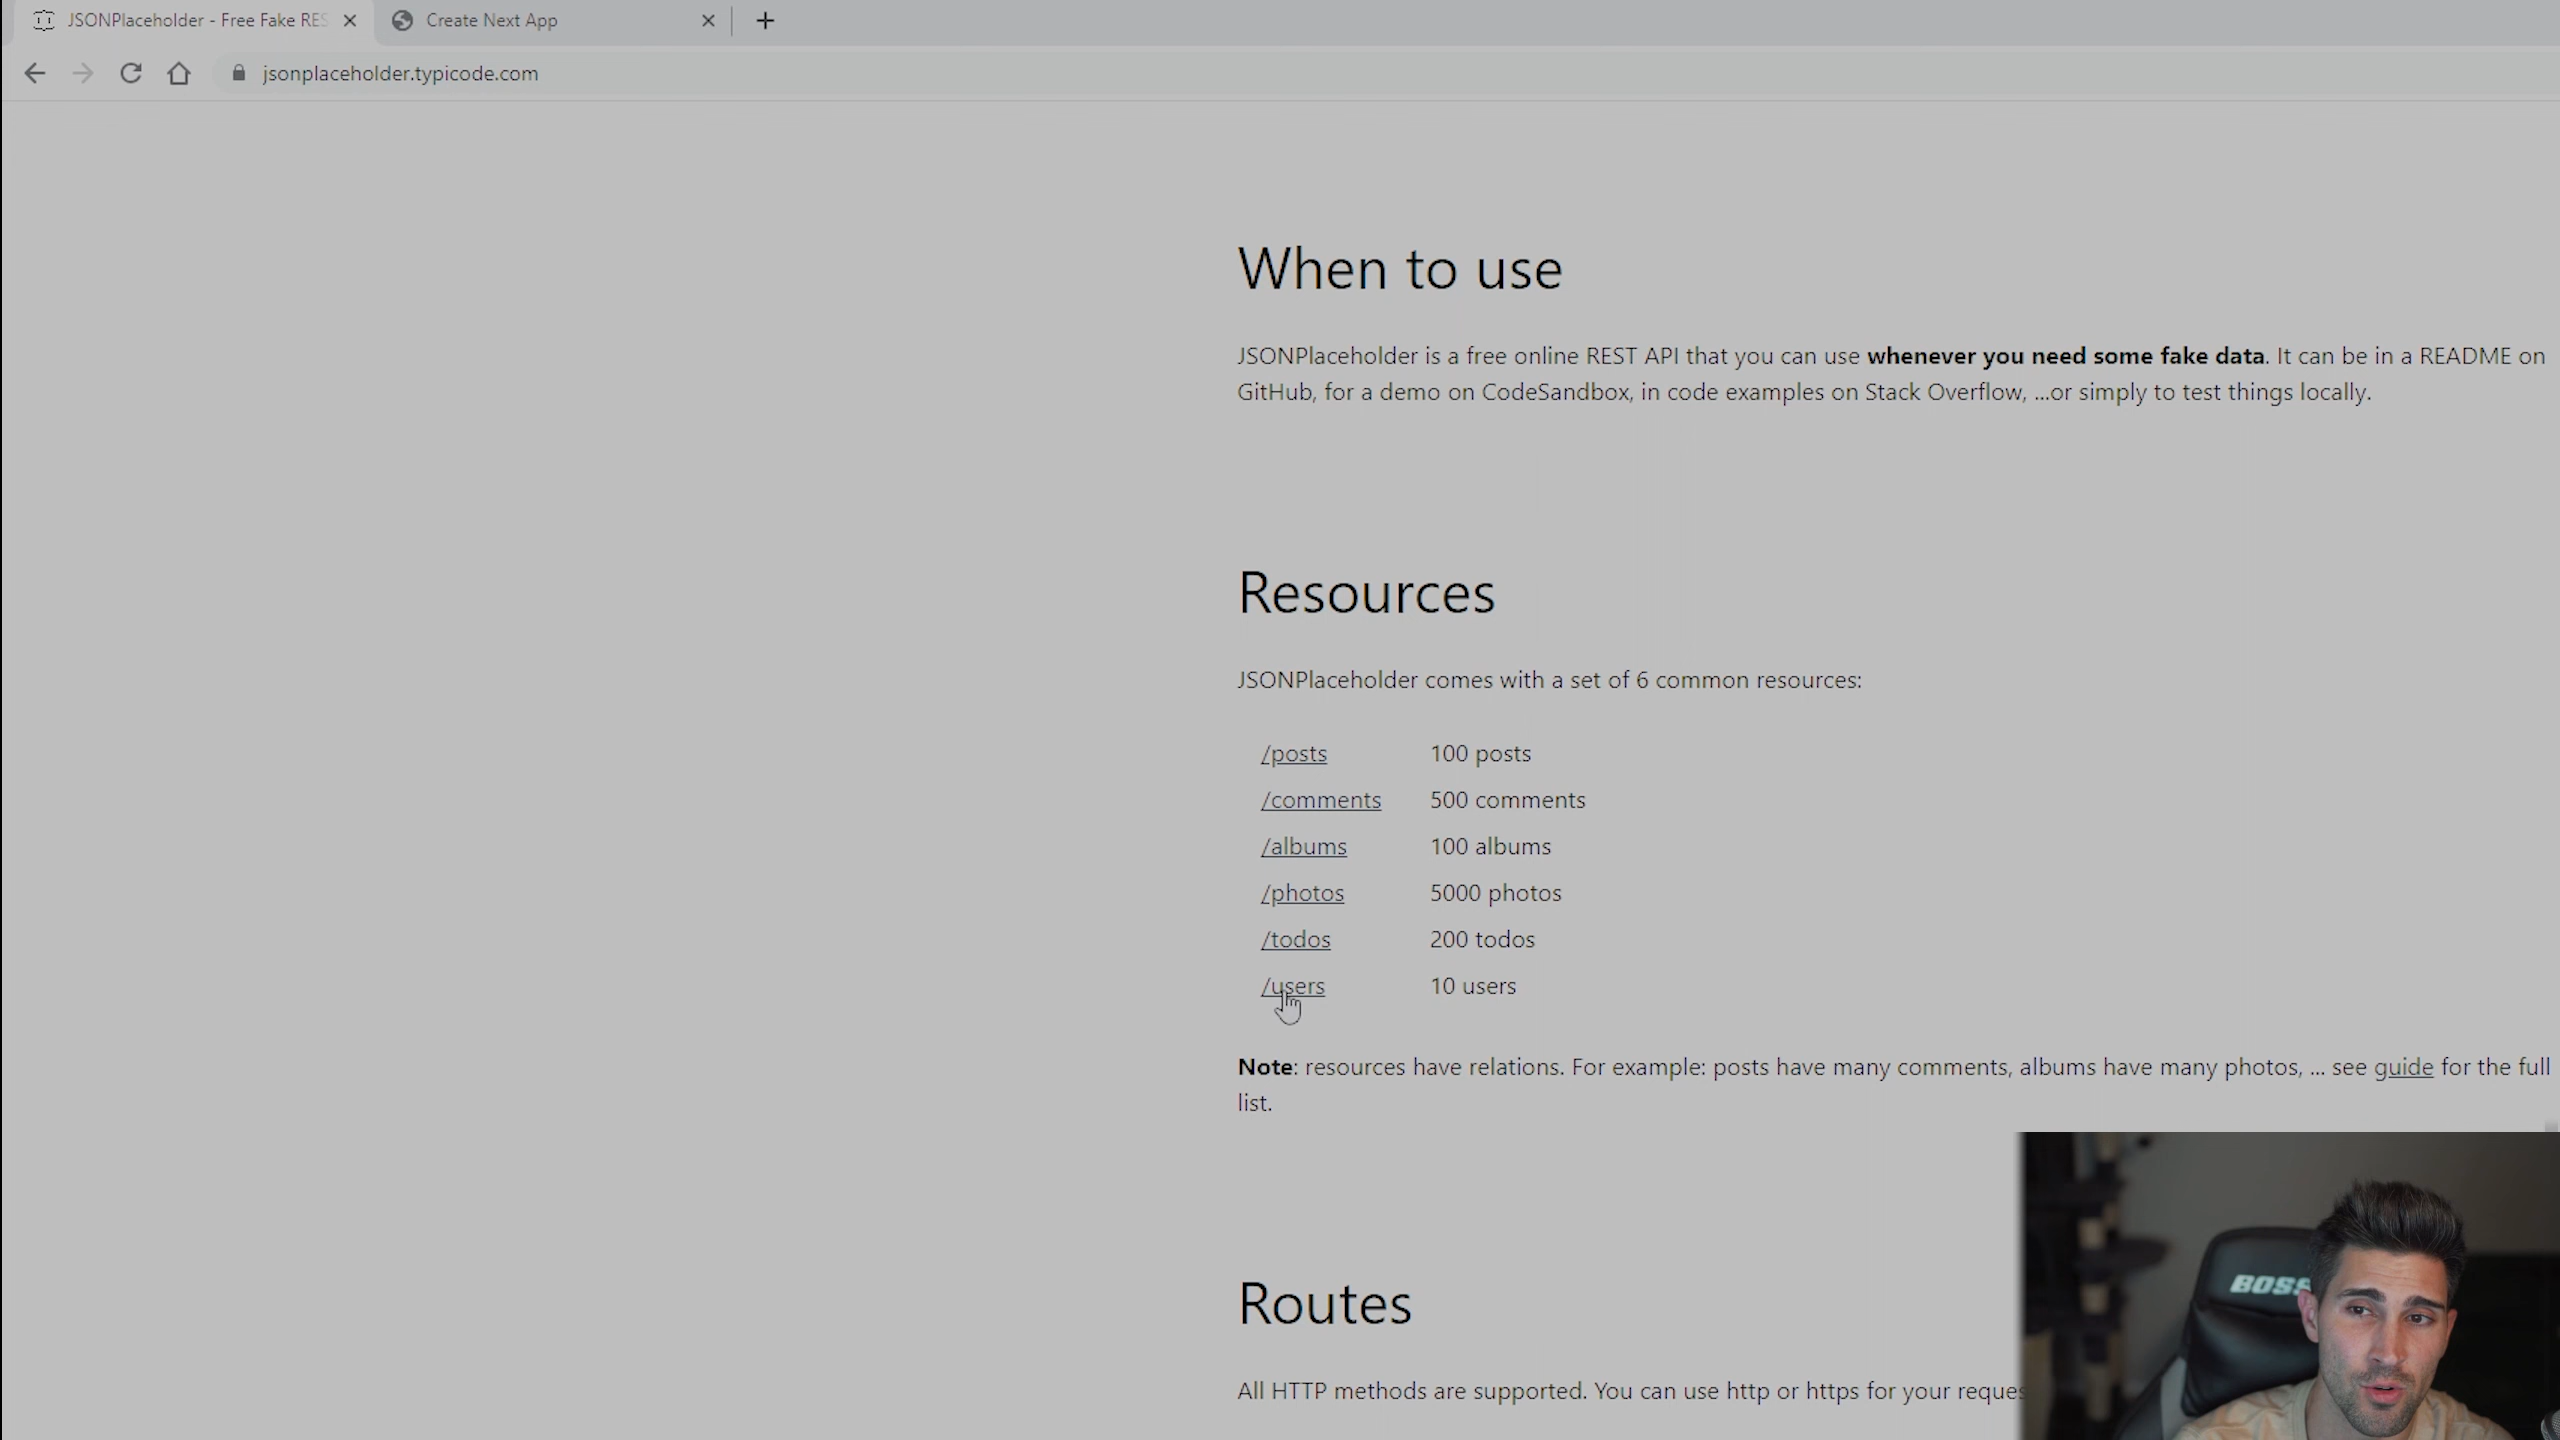 JSONPlaceholder - Free Fake RES
Create Next App
jsonplaceholder.typicode.com
When to use
JSONPlaceholder is a free online REST API that you can use whenever you need some fake data. It can be in a README on
GitHub, for a demo on CodeSandbox, in code examples on Stack Overflow, ...or simply to test things locally.
Resources
JSONPlaceholder comes with a set of 6 common resources:
/posts 100 posts
/comments 500 comments
/albums 100 albums
/photos 5000 photos
/todos 200 todos
/users 10 users
Note: resources have relations. For example: posts have many comments, albums have many photos, ... see guide for the full
list.
Routes
All HTTP methods are supported. You can use http or https for your reques
BOSS